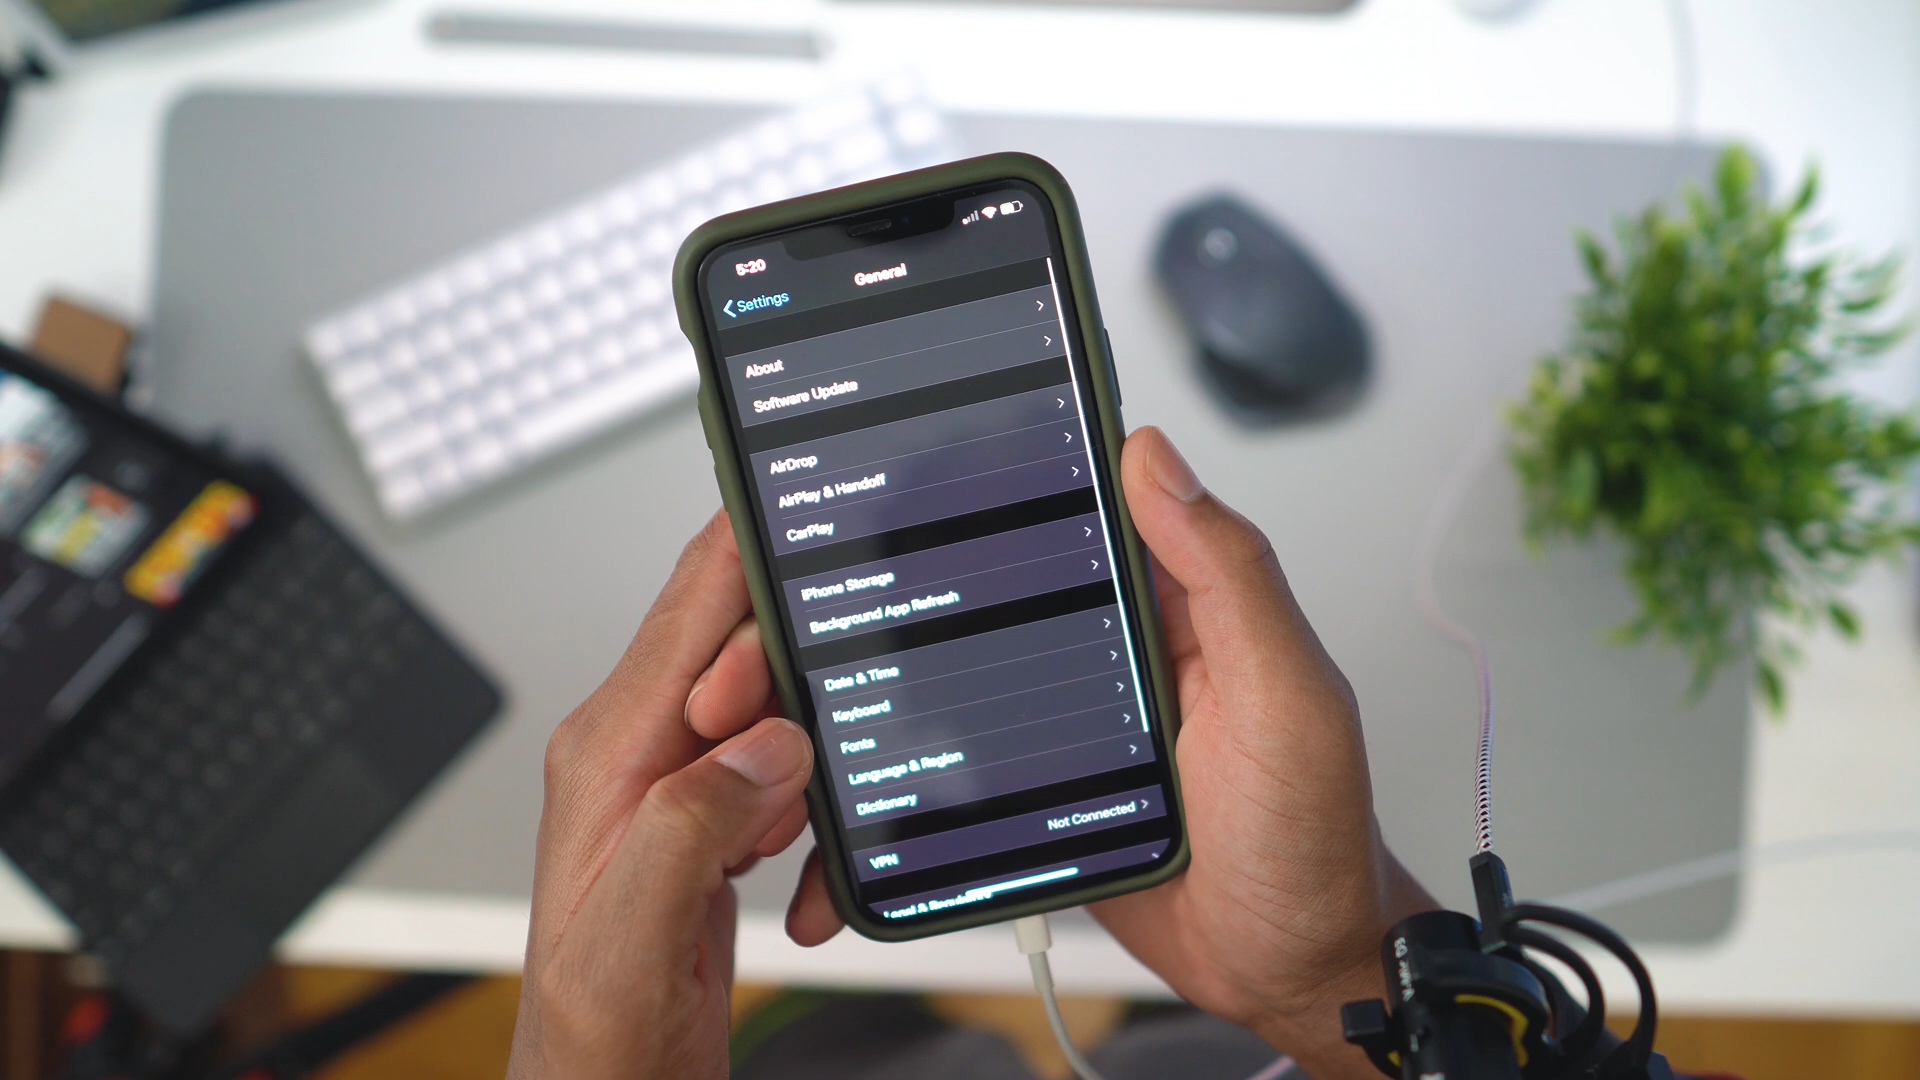 5:20
General
Settings
About
Software Update
AirDrop
AirPlay & Handoff
CarPlay
iPhone Storage
Background App Refresh
Date & Time
Keyboard
Fonts
Language & Region
Dictionary
Not Connected
VPN